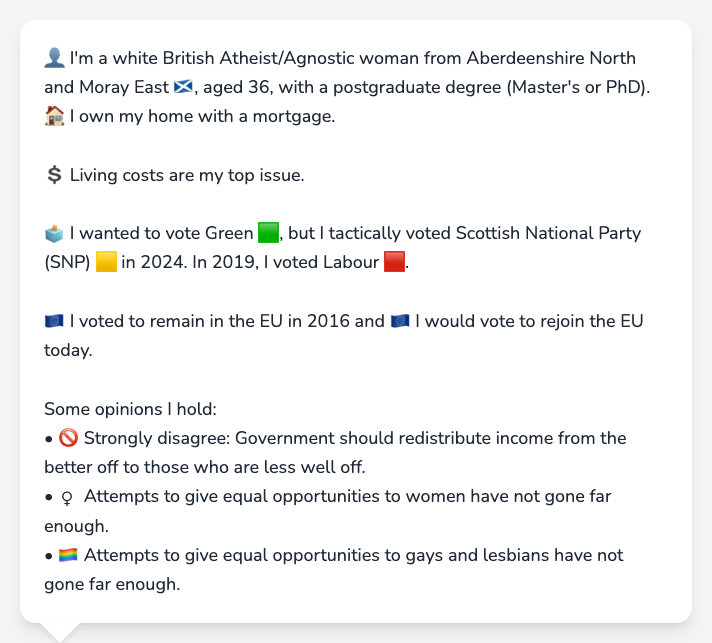 👤 I'm a white British Atheist/Agnostic woman from Aberdeenshire North
and Moray East 🏴󠁧󠁢󠁳󠁣󠁴󠁿, aged 36, with a postgraduate degree (Master's or PhD).
🏠 I own my home with a mortgage.
💲 Living costs are my top issue.
🗳️ I wanted to vote Green 🟩, but I tactically voted Scottish National Party
(SNP) 🟨 in 2024. In 2019, I voted Labour 🟥.
🇪🇺 I voted to remain in the EU in 2016 and 🇪🇺 I would vote to rejoin the EU
today.
Some opinions I hold:
• 🚫 Strongly disagree: Government should redistribute income from the
better off to those who are less well off.
• ♀ Attempts to give equal opportunities to women have not gone far
enough.
• 🏳️‍🌈 Attempts to give equal opportunities to gays and lesbians have not
gone far enough.